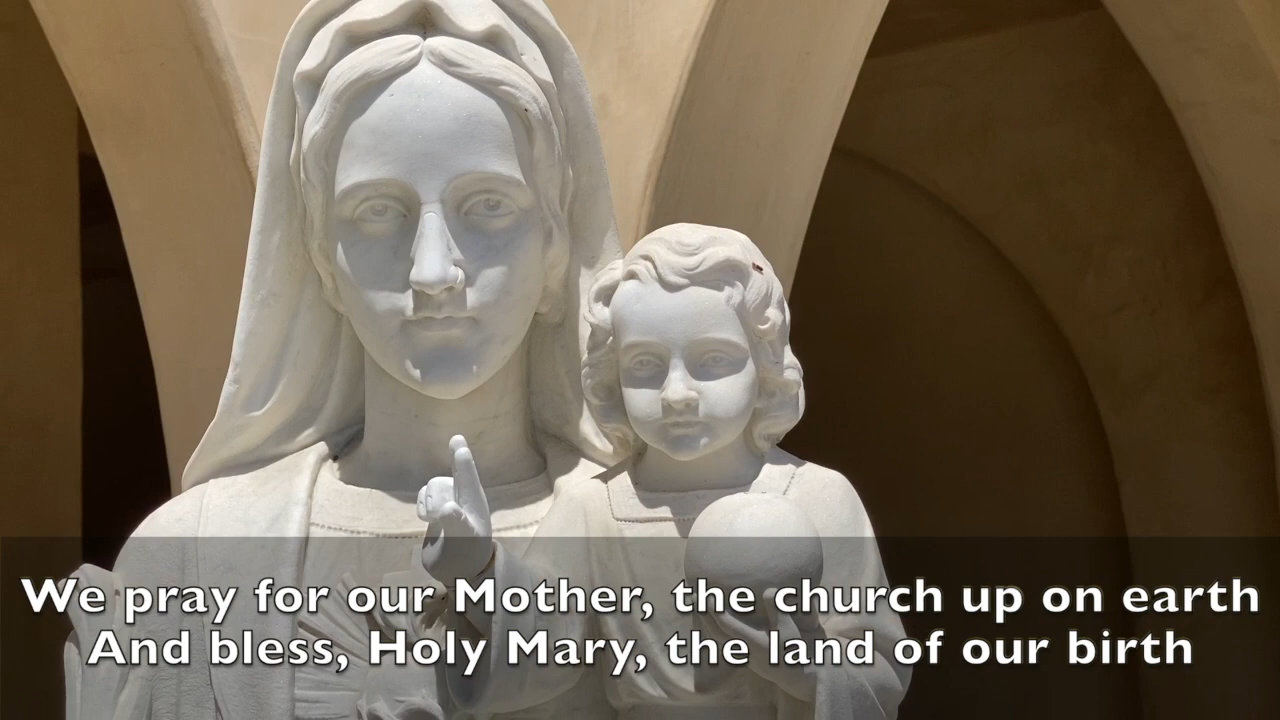 We pray for our Mother, the church up on earth
And bless, Holy Mary, the land of our birth